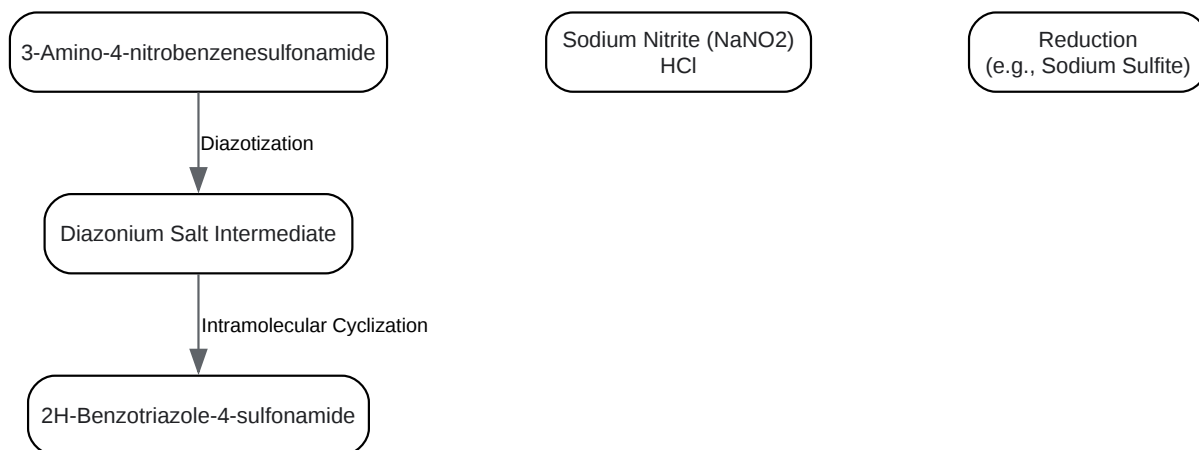 3-Amino-4-nitrobenzenesulfonamide
Sodium Nitrite (NaNO2)
HCl
Reduction
(e.g., Sodium Sulfite)
Diazotization
Diazonium Salt Intermediate
Intramolecular Cyclization
2H-Benzotriazole-4-sulfonamide